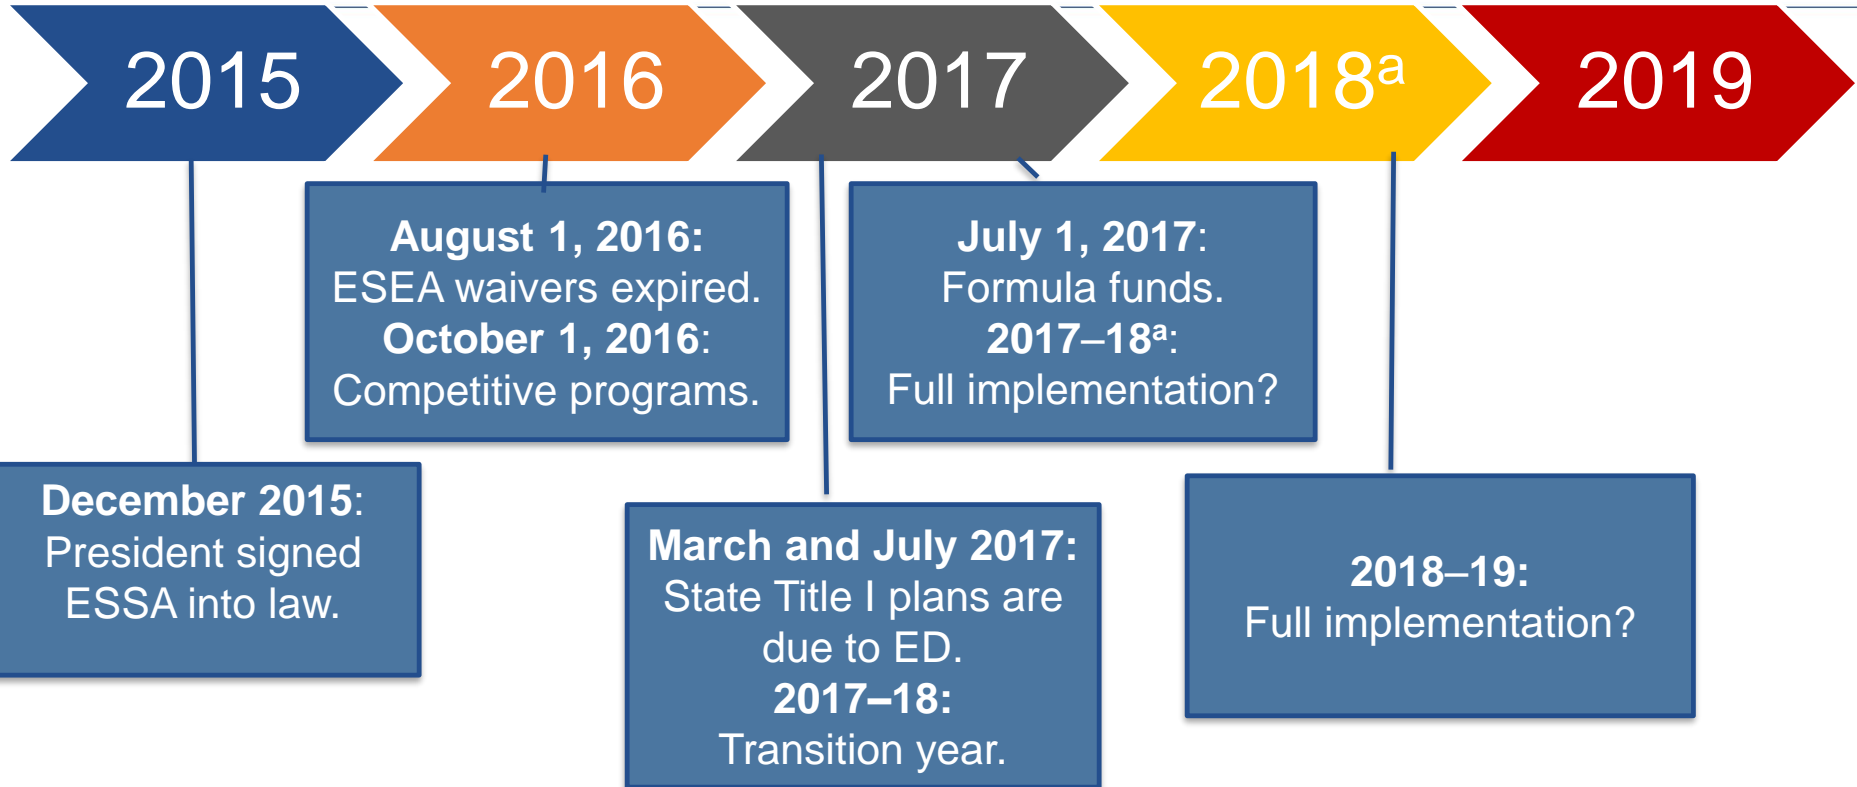 2015
2016
2017
2018ª
2019
August 1, 2016:
ESEA waivers expired.
October 1, 2016:
Competitive programs.
July 1, 2017:
Formula funds.
2017–18ª:
Full implementation?
December 2015:
President signed
ESSA into law.
March and July 2017:
State Title I plans are
due to ED.
2017–18:
Transition year.
2018–19:
Full implementation?